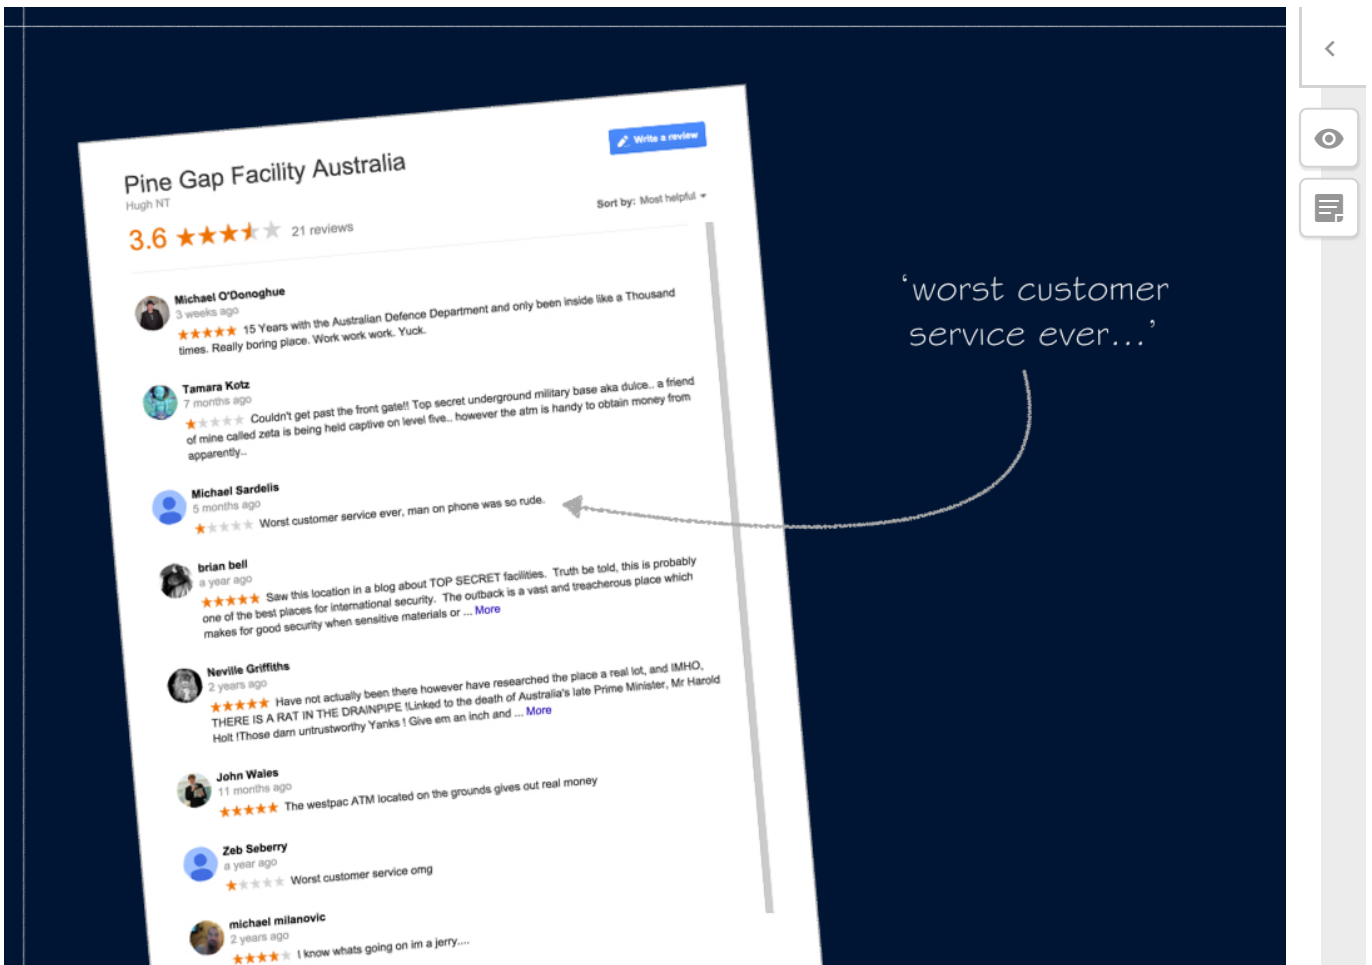 Pine Gap Facility Australia
Write a review
Hugh NT
Sort by: Most helpful
3.6
21 reviews
Michael O'Donoghue
3 weeks ago
15 Years with the Australian Defence Department and only been inside like a Thousand
times. Really boring place. Work work work. Yuck.
Tamara Kotz
7 months ago
Couldn't get past the front gate!! Top secret underground military base aka dulce.. a friend
of mine called zeta is being held captive on level five.. however the atm is handy to obtain money from
apparently..
Michael Sardelis
5 months ago
Worst customer service ever, man on phone was so rude.
brian bell
a year ago
Saw this location in a blog about TOP SECRET facilities. Truth be told, this is probably
one of the best places for international security. The outback is a vast and treacherous place which
makes for good security when sensitive materials or ... More
Neville Griffiths
2 years ago
Have not actually been there however have researched the place a real lot, and IMHO,
THERE IS A RAT IN THE DRAINPIPE !Linked to the death of Australia's late Prime Minister, Mr Harold
Holt !Those darn untrustworthy Yanks ! Give em an inch and ... More
John Wales
11 months ago
The westpac ATM located on the grounds gives out real money
Zeb Seberry
a year ago
Worst customer service omg
michael milanovic
2 years ago
I know whats going on im a jerry....
'worst customer
service ever...'